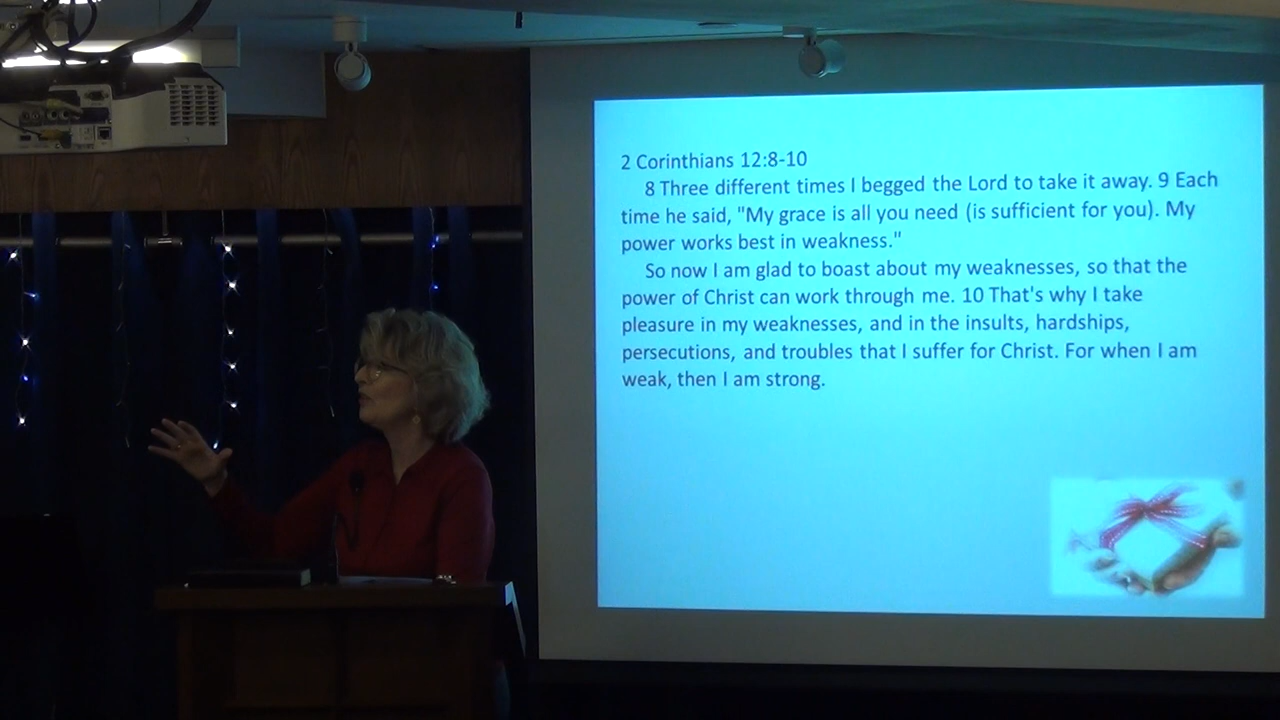 2 Corinthians 12:8-10
8 Three different times I begged the Lord to take it away. 9 Each
time he said, "My grace is all you need (is sufficient for you). My
power works best in weakness."
So now I am glad to boast about my weaknesses, so that the
power of Christ can work through me. 10 That's why I take
pleasure in my weaknesses, and in the insults, hardships,
persecutions, and troubles that I suffer for Christ. For when I am
weak, then I am strong.